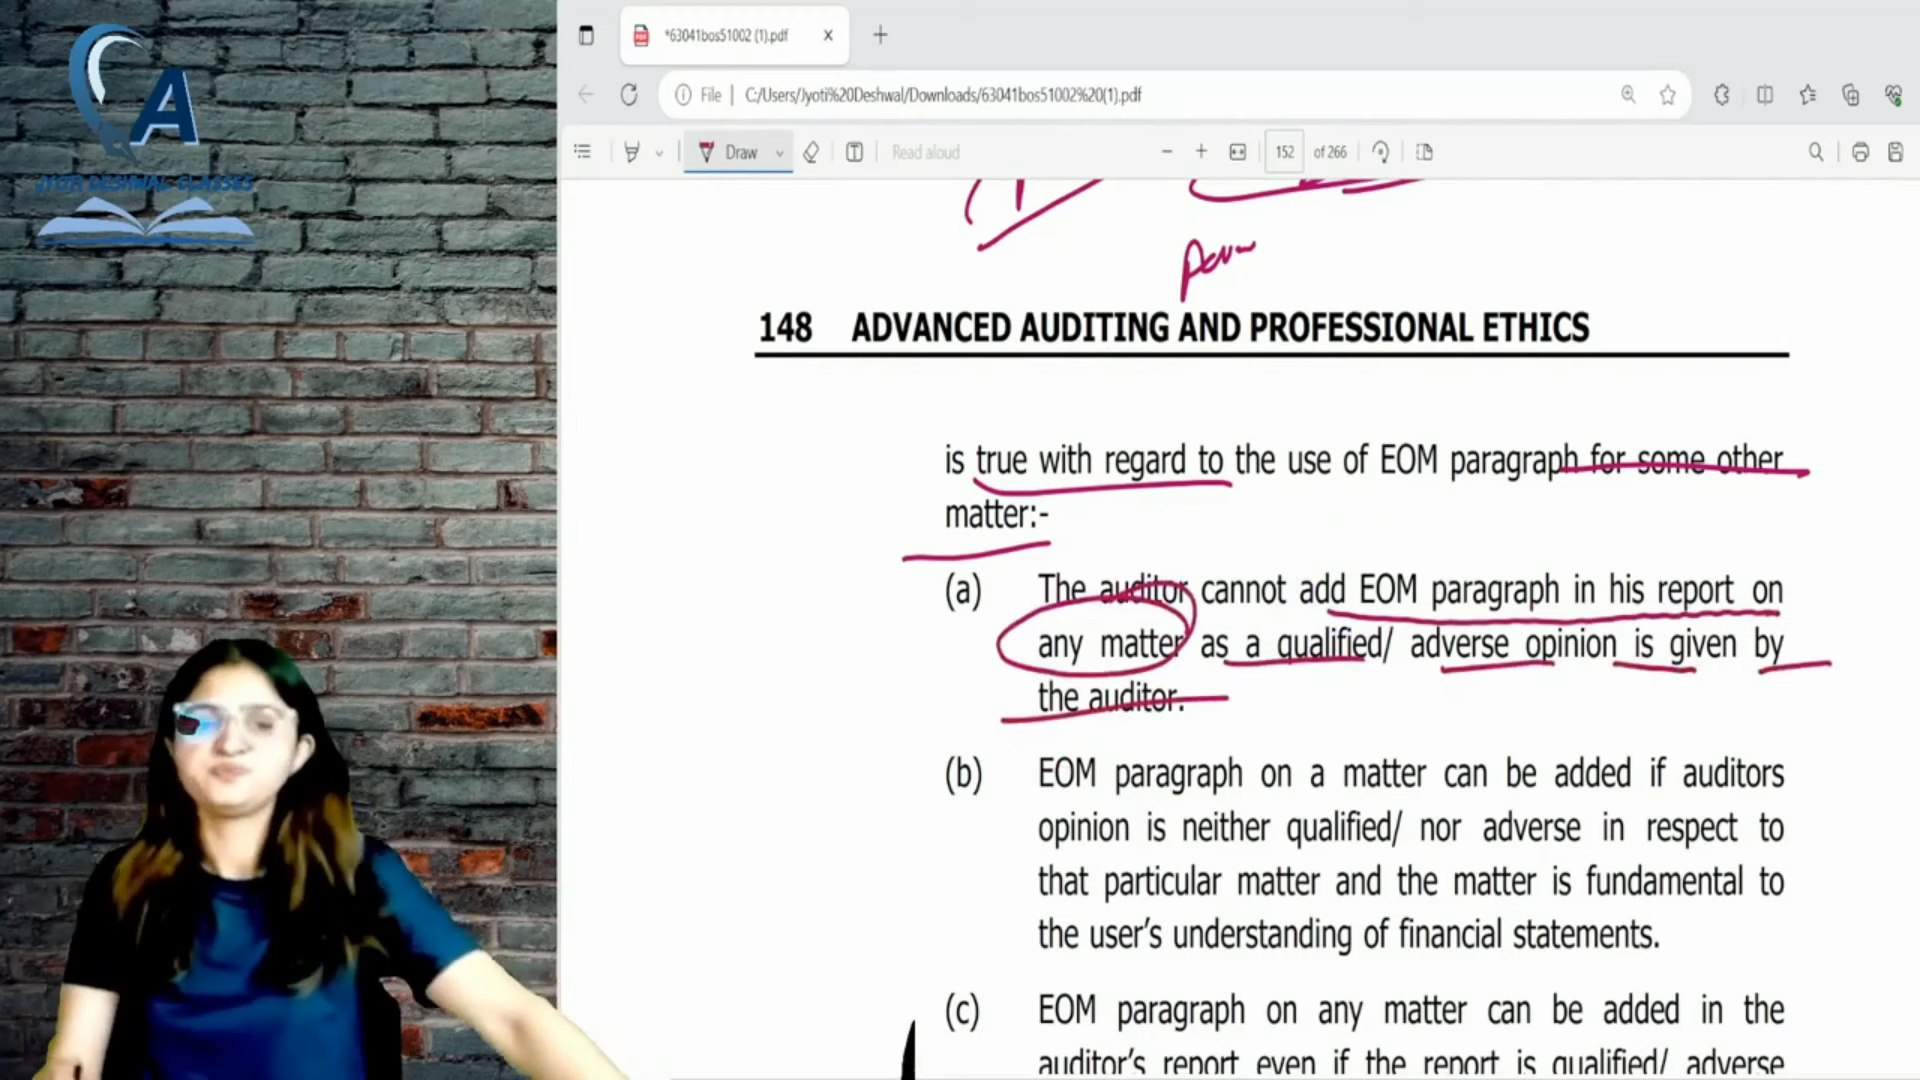 A
JYOTI DESHWAL CLASSES
*63041bos51002 (1).pdf
File
C:/Users/Jyoti%20Deshwal/Downloads/63041bos51002%20(1).pdf
Draw
Read aloud
152 of 266
148 ADVANCED AUDITING AND PROFESSIONAL ETHICS
is true with regard to the use of EOM paragraph for some other
matter:-
(a) The auditor cannot add EOM paragraph in his report on
any matter as a qualified/ adverse opinion is given by
the auditor.
(b) EOM paragraph on a matter can be added if auditors
opinion is neither qualified/ nor adverse in respect to
that particular matter and the matter is fundamental to
the user’s understanding of financial statements.
(c) EOM paragraph on any matter can be added in the
auditor’s report even if the report is qualified/ adverse